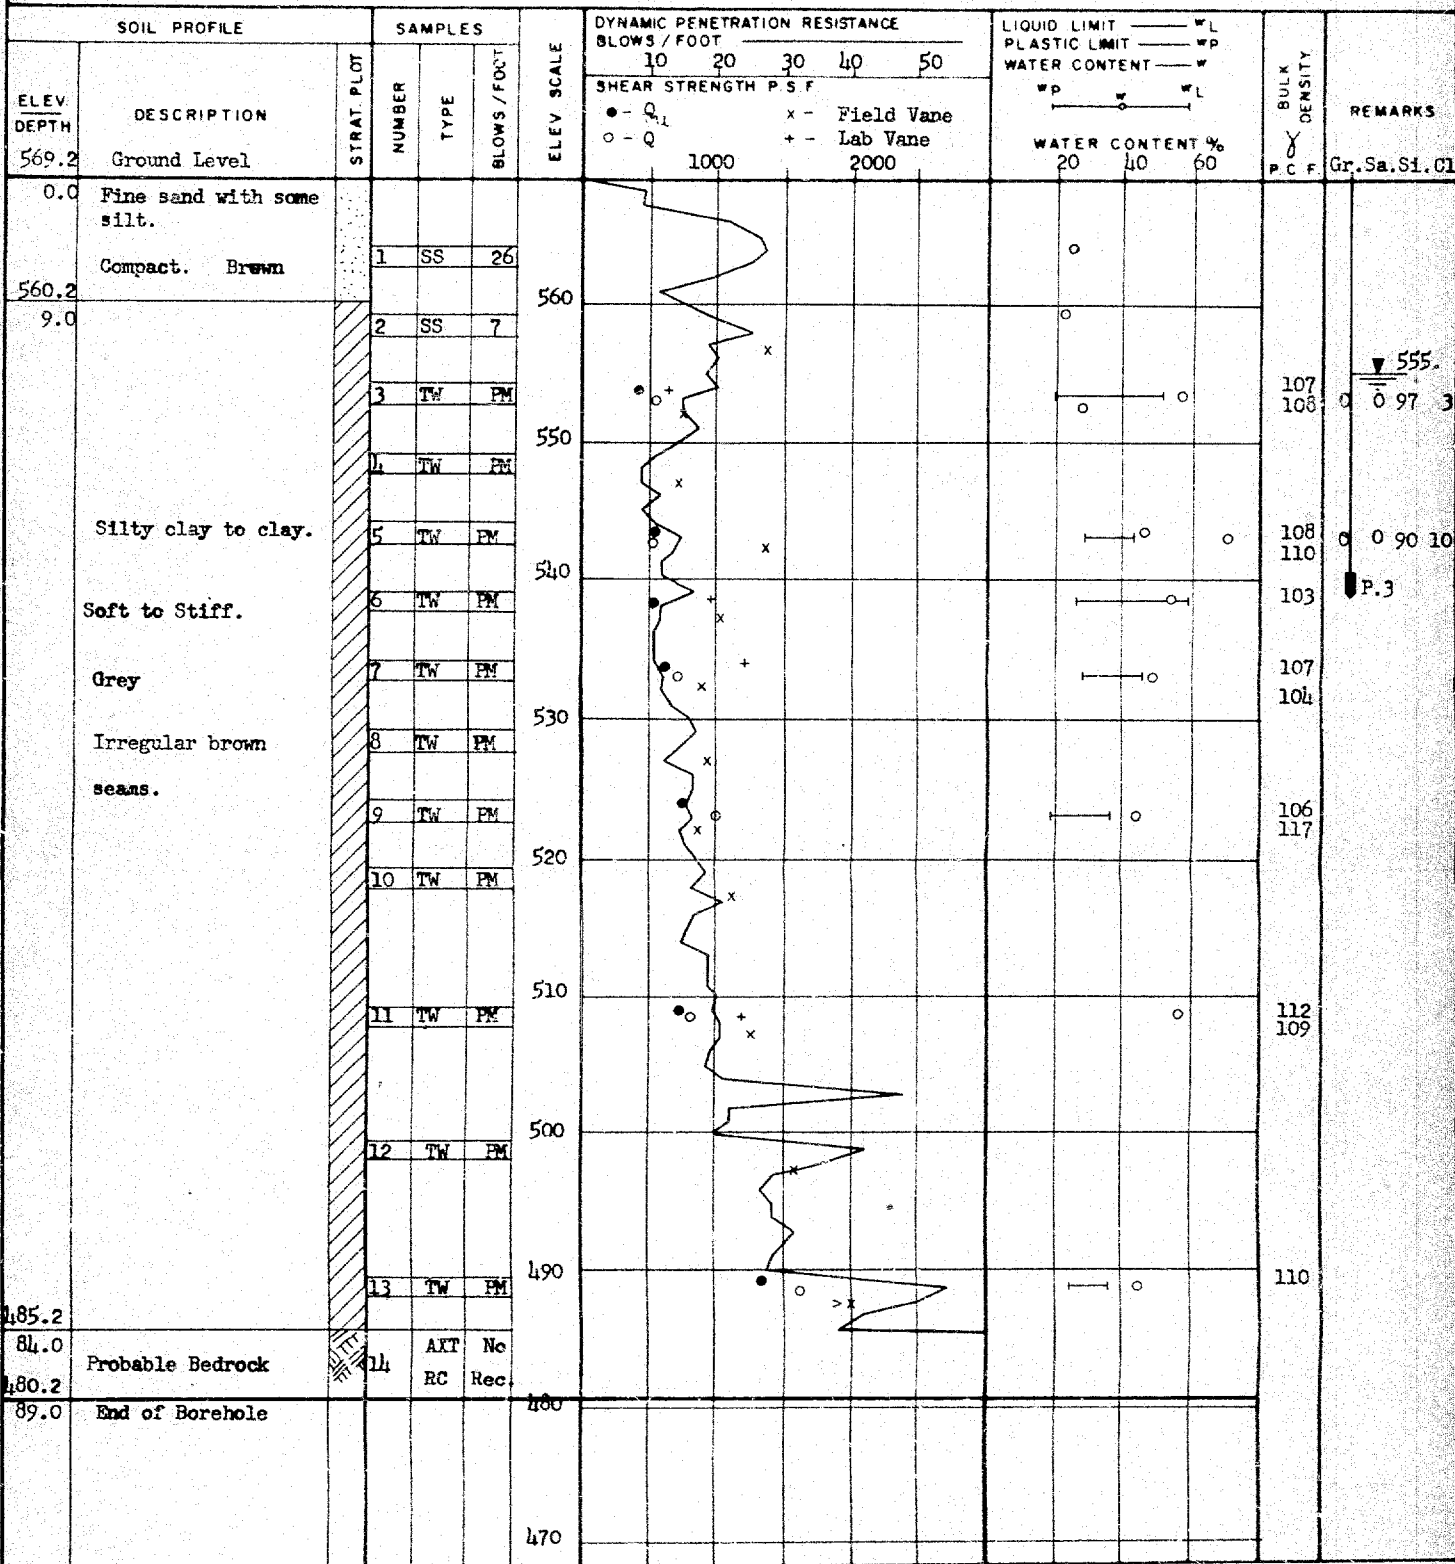 SOIL PROFILE
SAMPLES
ELEV SCALE
DYNAMIC PENETRATION RESISTANCE
BLOWS / FOOT
10 20 30 40 50
SHEAR STRENGTH P.S.F
● - Q
○ - Q
x - Field Vane
+ - Lab Vane
1000 2000
LIQUID LIMIT wL
PLASTIC LIMIT wP
WATER CONTENT w
wP w wL
WATER CONTENT %
20 40 60
BULK DENSITY
γ
P.C.F
REMARKS
Gr.Sa.Si.Cl
ELEV.
DEPTH
DESCRIPTION
STRAT. PLOT
NUMBER
TYPE
BLOWS / FOOT
569.2 Ground Level
0.0 Fine sand with some
silt.
Compact. Brown
1 SS 26
560.2
9.0
560
2 SS 7
555.
3 TW PM
107
108
0 0 97 3
550
4 TW PM
Silty clay to clay.
5 TW PM
108
110
0 0 90 10
540
P.3
Soft to Stiff.
6 TW PM
103
Grey
7 TW PM
107
104
530
Irregular brown
seams.
8 TW PM
9 TW PM
106
117
520
10 TW PM
510
11 TW PM
112
109
500
12 TW PM
490
13 TW PM
110
> x
485.2
84.0
Probable Bedrock
14
AXT No
RC Rec.
480.2
89.0 End of Borehole
480
470